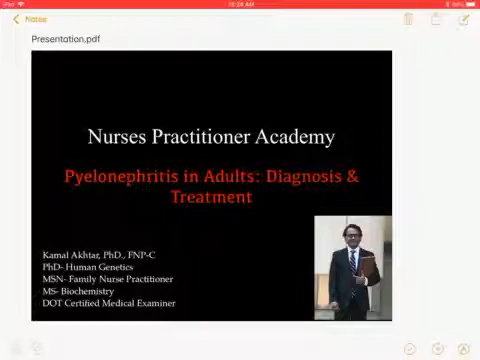 iPad
10:24 AM
Notes
Presentation.pdf
Nurses Practitioner Academy
Pyelonephritis in Adults: Diagnosis &
Treatment
Kamal Akhtar, PhD., FNP-C
PhD- Human Genetics
MSN- Family Nurse Practitioner
MS- Biochemistry
DOT Certified Medical Examiner